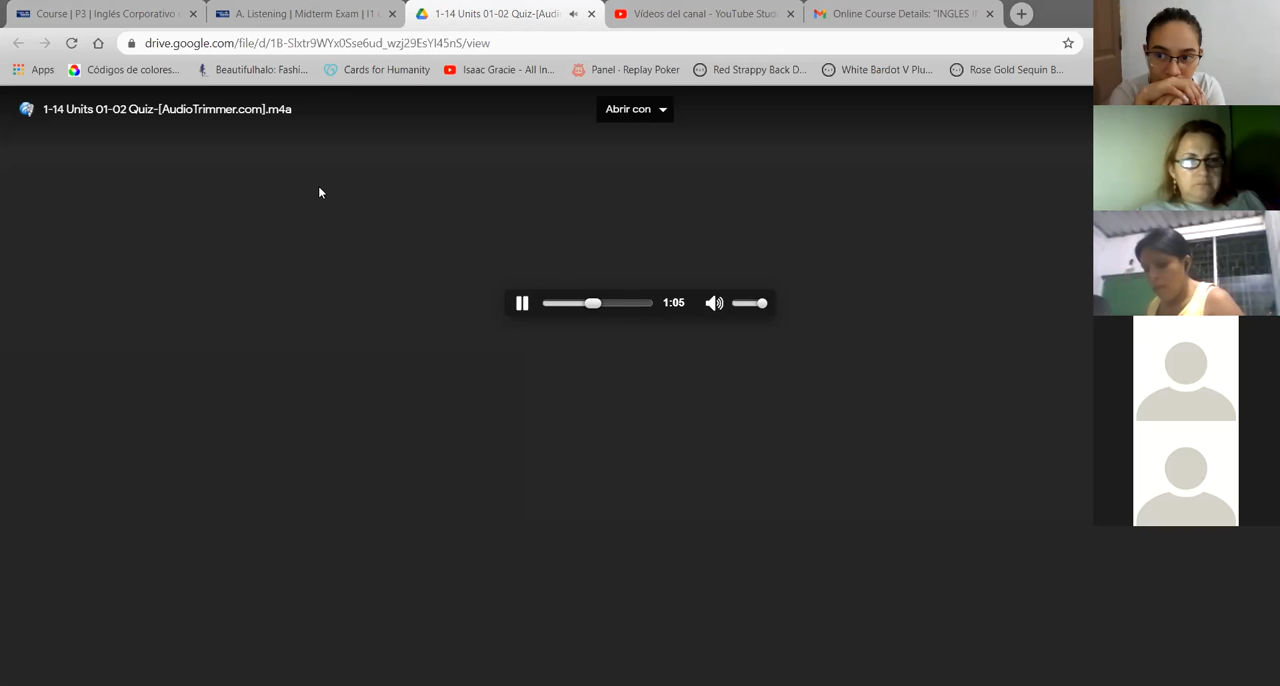 Course | P3 | Inglés Corporativo
A. Listening | Midterm Exam | I1
1-14 Units 01-02 Quiz-[Audi
Vídeos del canal - YouTube Stud
Online Course Details: "INGLES I
drive.google.com/file/d/1B-Slxtr9WYx0Sse6ud_wzj29EsYl45nS/view
Apps
Códigos de colores...
Beautifulhalo: Fashi...
Cards for Humanity
Isaac Gracie - All In...
Panel · Replay Poker
Red Strappy Back D...
White Bardot V Plu...
Rose Gold Sequin B...
1-14 Units 01-02 Quiz-[AudioTrimmer.com].m4a
Abrir con
1:05